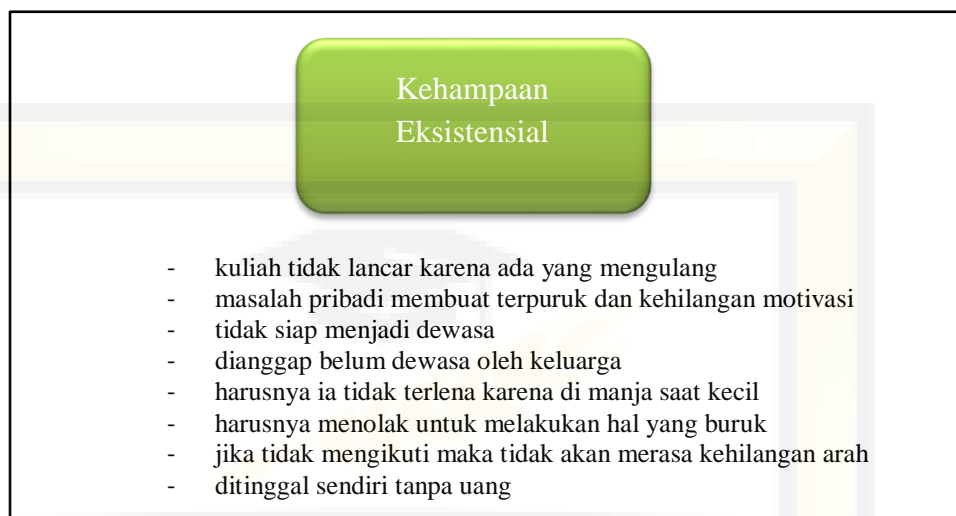 Kehampaan
Eksistensial
- kuliah tidak lancar karena ada yang mengulang
- masalah pribadi membuat terpuruk dan kehilangan motivasi
- tidak siap menjadi dewasa
- dianggap belum dewasa oleh keluarga
- harusnya ia tidak terlena karena di manja saat kecil
- harusnya menolak untuk melakukan hal yang buruk
- jika tidak mengikuti maka tidak akan merasa kehilangan arah
- ditinggal sendiri tanpa uang